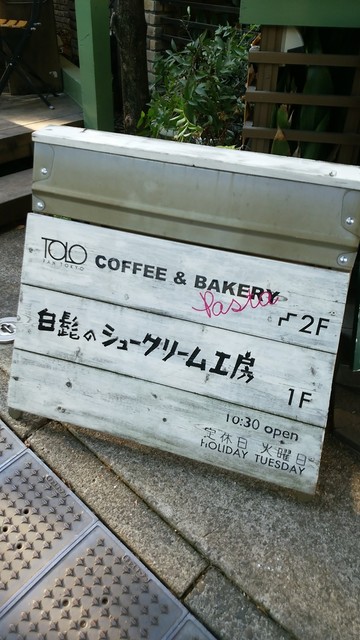 TOLO
PAN TOKYO
COFFEE & BAKERY
Pasta
2F
白髭のシュークリーム工房
1F
10:30 open
定休日 火曜日
HOLIDAY TUESDAY